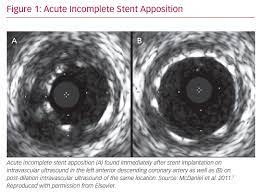 Figure 1: Acute Incomplete Stent Apposition
A
B
Acute incomplete stent apposition (A) found immediately after stent implantation on
intravascular ultrasound in the left anterior descending coronary artery as well as (B) on
post-dilation intravascular ultrasound of the same location. Source: McDaniel et al. 2011.
Reproduced with permission from Elsevier.